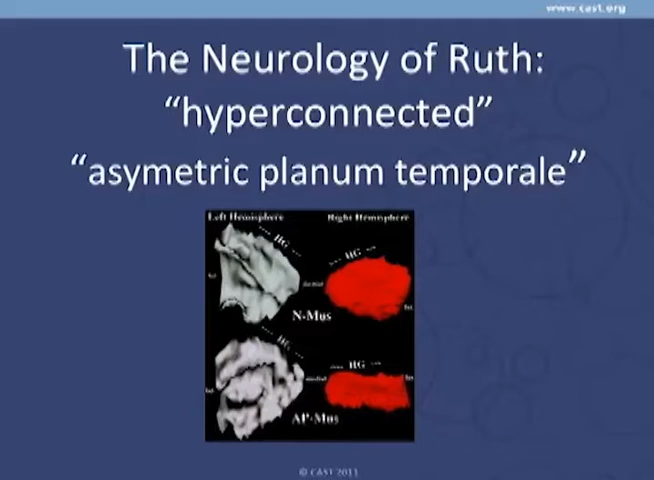 www.cast.org
The Neurology of Ruth:
“hyperconnected”
“asymetric planum temporale”
Left Hemisphere Right Hemisphere
HG HG
N-Mus
HG HG
AP-Mus
© CAST 2011